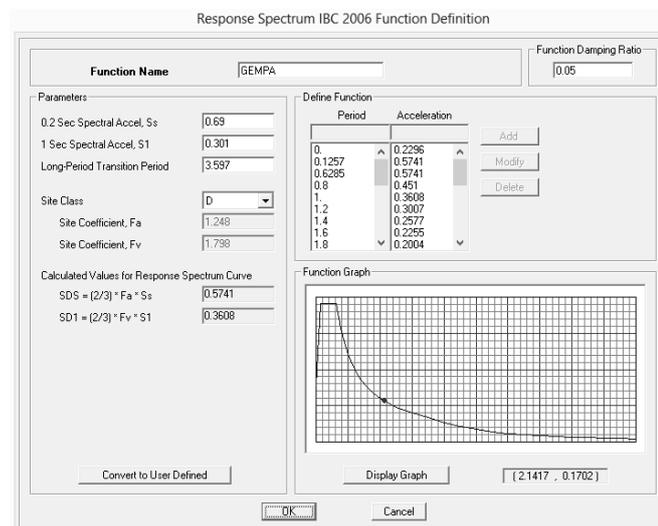 Response Spectrum IBC 2006 Function Definition
Function Name
GEMPA
Function Damping Ratio
0.05
Parameters
0.2 Sec Spectral Accel, Ss 0.69
1 Sec Spectral Accel, S1 0.301
Long-Period Transition Period 3.597
Site Class D
Site Coefficient, Fa 1.248
Site Coefficient, Fv 1.798
Calculated Values for Response Spectrum Curve
SDS = (2/3) * Fa * Ss 0.5741
SD1 = (2/3) * Fv * S1 0.3608
Convert to User Defined
Define Function
Period Acceleration
0. 0.2296
0.1257 0.5741
0.6285 0.5741
0.8 0.451
1. 0.3608
1.2 0.3007
1.4 0.2577
1.6 0.2255
1.8 0.2004
Add
Modify
Delete
Function Graph
Display Graph
(2.1417 , 0.1702)
OK
Cancel